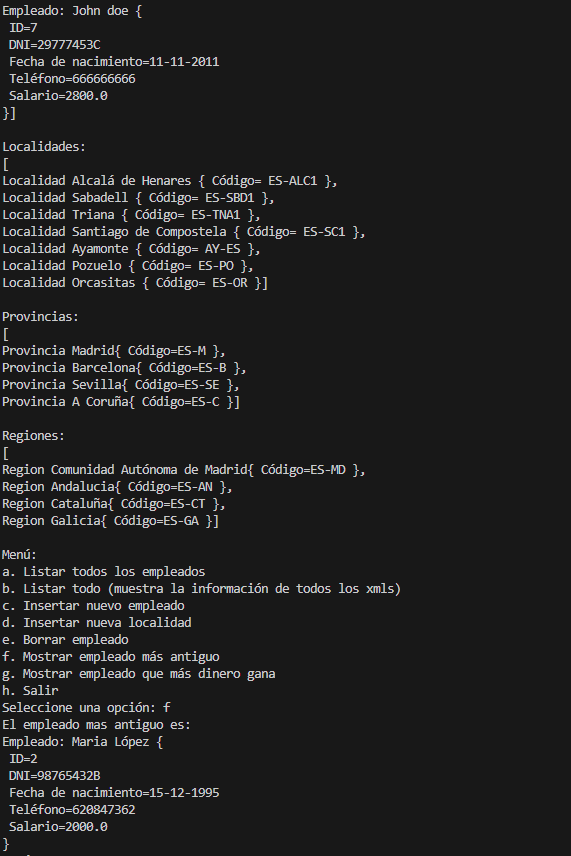 Empleado: John doe {
 ID=7
 DNI=29777453C
 Fecha de nacimiento=11-11-2011
 Teléfono=666666666
 Salario=2800.0
}]

Localidades:
[
Localidad Alcalá de Henares { Código= ES-ALC1 },
Localidad Sabadell { Código= ES-SBD1 },
Localidad Triana { Código= ES-TNA1 },
Localidad Santiago de Compostela { Código= ES-SC1 },
Localidad Ayamonte { Código= AY-ES },
Localidad Pozuelo { Código= ES-PO },
Localidad Orcasitas { Código= ES-OR }]

Provincias:
[
Provincia Madrid{ Código=ES-M },
Provincia Barcelona{ Código=ES-B },
Provincia Sevilla{ Código=ES-SE },
Provincia A Coruña{ Código=ES-C }]

Regiones:
[
Region Comunidad Autónoma de Madrid{ Código=ES-MD },
Region Andalucia{ Código=ES-AN },
Region Cataluña{ Código=ES-CT },
Region Galicia{ Código=ES-GA }]

Menú:
a. Listar todos los empleados
b. Listar todo (muestra la información de todos los xmls)
c. Insertar nuevo empleado
d. Insertar nueva localidad
e. Borrar empleado
f. Mostrar empleado más antiguo
g. Mostrar empleado que más dinero gana
h. Salir
Seleccione una opción: f
El empleado mas antiguo es:
Empleado: Maria López {
 ID=2
 DNI=98765432B
 Fecha de nacimiento=15-12-1995
 Teléfono=620847362
 Salario=2000.0
}